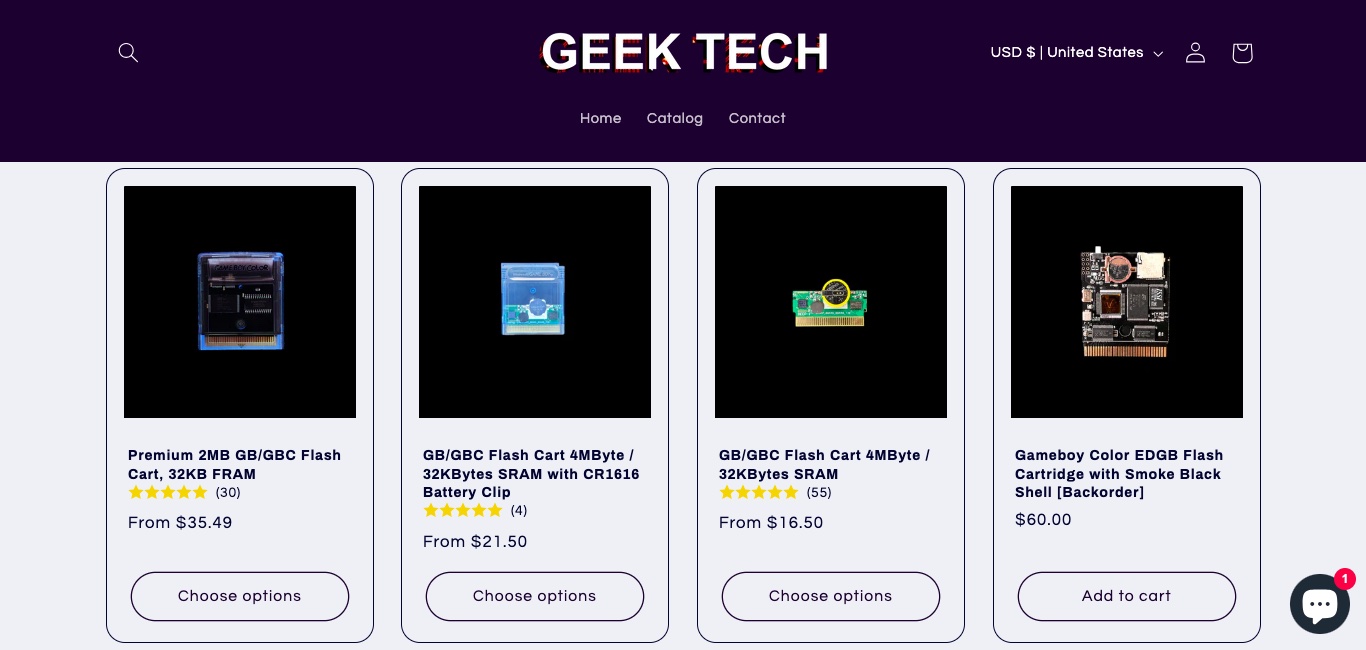 GEEK TECH
USD $ | United States
Home Catalog Contact
Premium 2MB GB/GBC Flash
Cart, 32KB FRAM
(30)
From $35.49
Choose options
GB/GBC Flash Cart 4MByte /
32KBytes SRAM with CR1616
Battery Clip
(4)
From $21.50
Choose options
GB/GBC Flash Cart 4MByte /
32KBytes SRAM
(55)
From $16.50
Choose options
Gameboy Color EDGB Flash
Cartridge with Smoke Black
Shell [Backorder]
$60.00
Add to cart
1